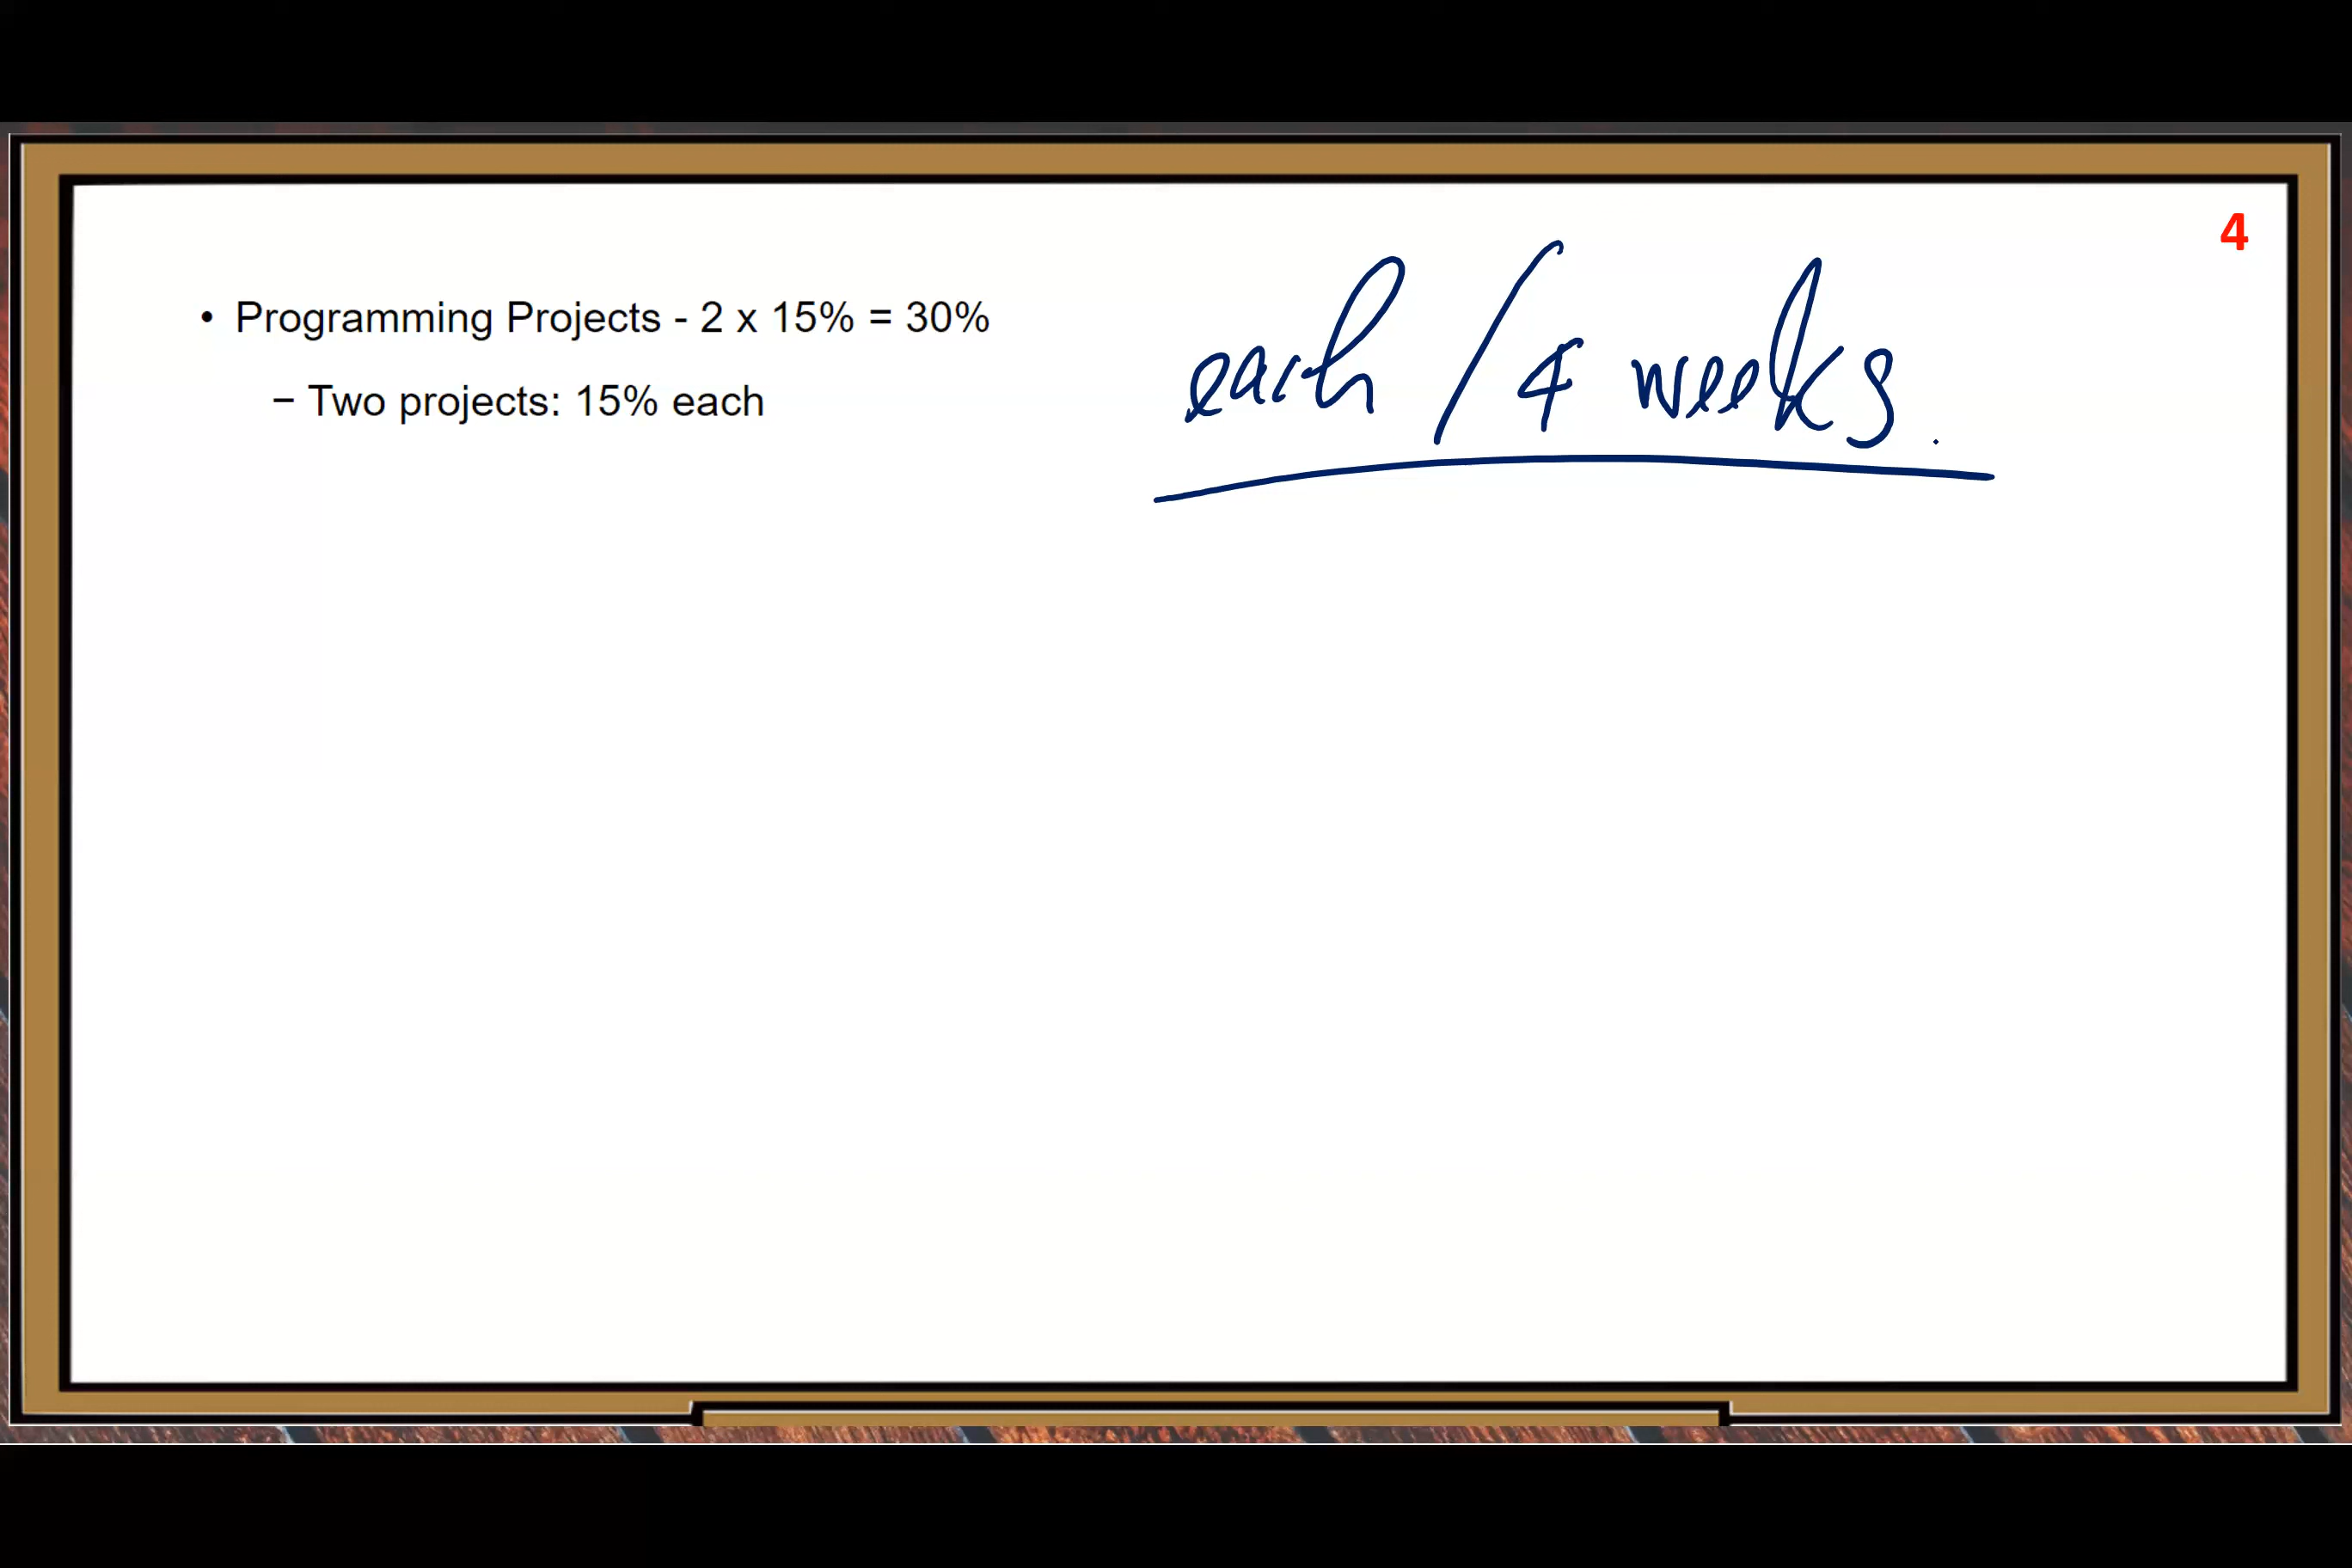 4
• Programming Projects - 2 x 15% = 30%
– Two projects: 15% each
each / 4 weeks.